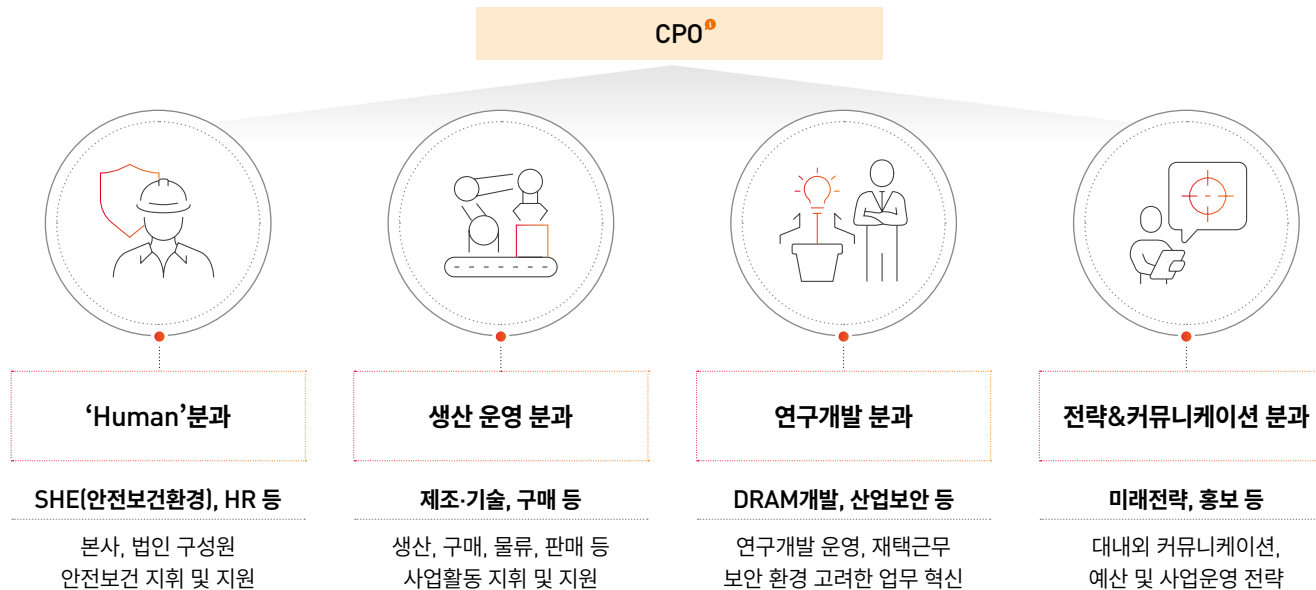 CPO
‘Human’분과
SHE(안전보건환경), HR 등
본사, 법인 구성원
안전보건 지휘 및 지원
생산 운영 분과
제조·기술, 구매 등
생산, 구매, 물류, 판매 등
사업활동 지휘 및 지원
연구개발 분과
DRAM개발, 산업보안 등
연구개발 운영, 재택근무
보안 환경 고려한 업무 혁신
전략&커뮤니케이션 분과
미래전략, 홍보 등
대내외 커뮤니케이션,
예산 및 사업운영 전략